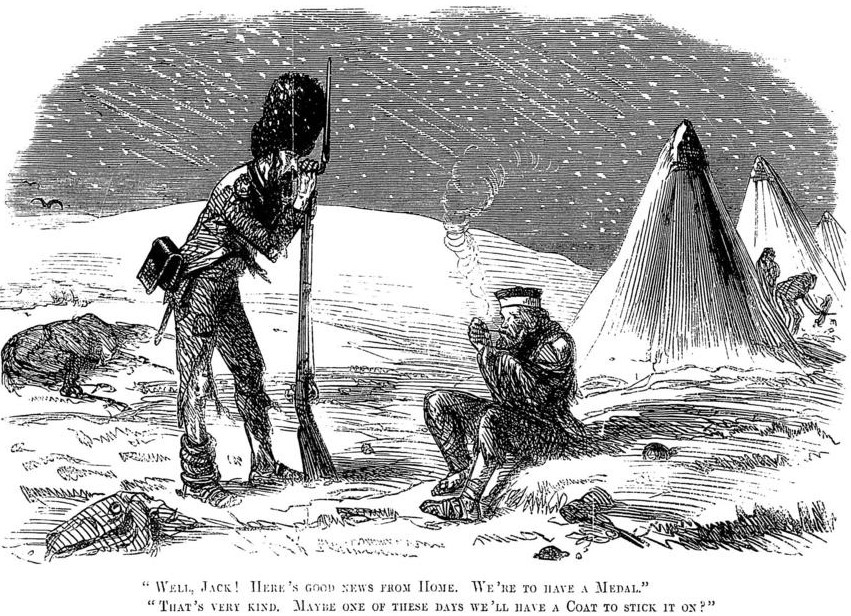 “ Well, Jack! Here's good news from Home. We're to have a Medal.”
“ That's very kind. Maybe one of these days we'll have a Coat to stick it on?”